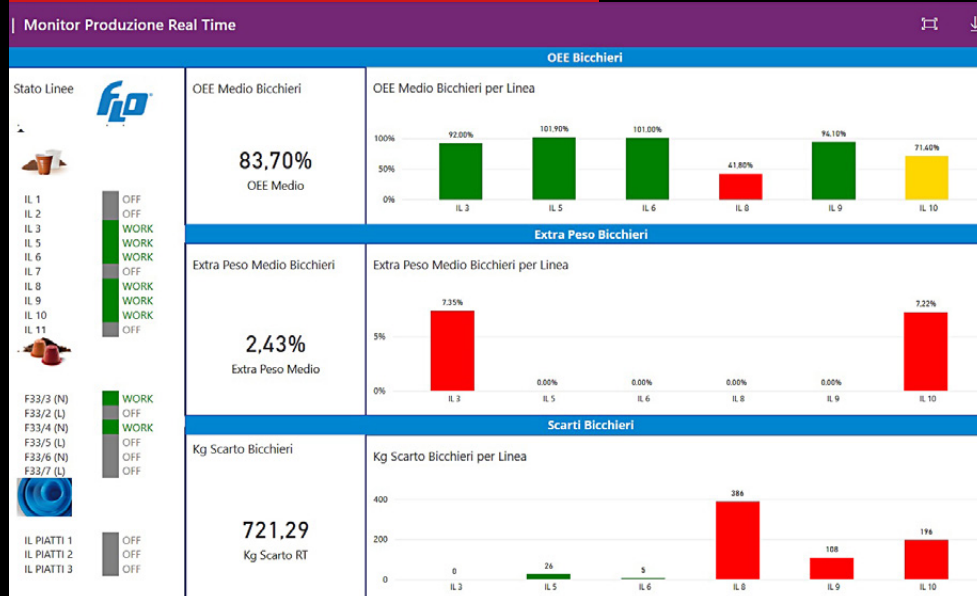 | Monitor Produzione Real Time
OEE Bicchieri
Stato Linee
FLO
IL 1 OFF
IL 2 OFF
IL 3 WORK
IL 5 WORK
IL 6 WORK
IL 7 OFF
IL 8 WORK
IL 9 WORK
IL 10 WORK
IL 11 OFF
F33/3 (N) WORK
F33/2 (L) OFF
F33/4 (N) WORK
F33/5 (L) OFF
F33/6 (N) OFF
F33/7 (L) OFF
IL PIATTI 1 OFF
IL PIATTI 2 OFF
IL PIATTI 3 OFF
OEE Medio Bicchieri
83,70%
OEE Medio
OEE Medio Bicchieri per Linea
100%
50%
0%
92.00% 101.90% 101.00% 41.80% 94.10% 71.40%
IL 3 IL 5 IL 6 IL 8 IL 9 IL 10
Extra Peso Bicchieri
Extra Peso Medio Bicchieri
2,43%
Extra Peso Medio
Extra Peso Medio Bicchieri per Linea
5%
0%
7.35% 0.00% 0.00% 0.00% 0.00% 7.22%
IL 3 IL 5 IL 6 IL 8 IL 9 IL 10
Scarti Bicchieri
Kg Scarto Bicchieri
721,29
Kg Scarto RT
Kg Scarto Bicchieri per Linea
400
200
0
0 26 5 386 108 196
IL 3 IL 5 IL 6 IL 8 IL 9 IL 10